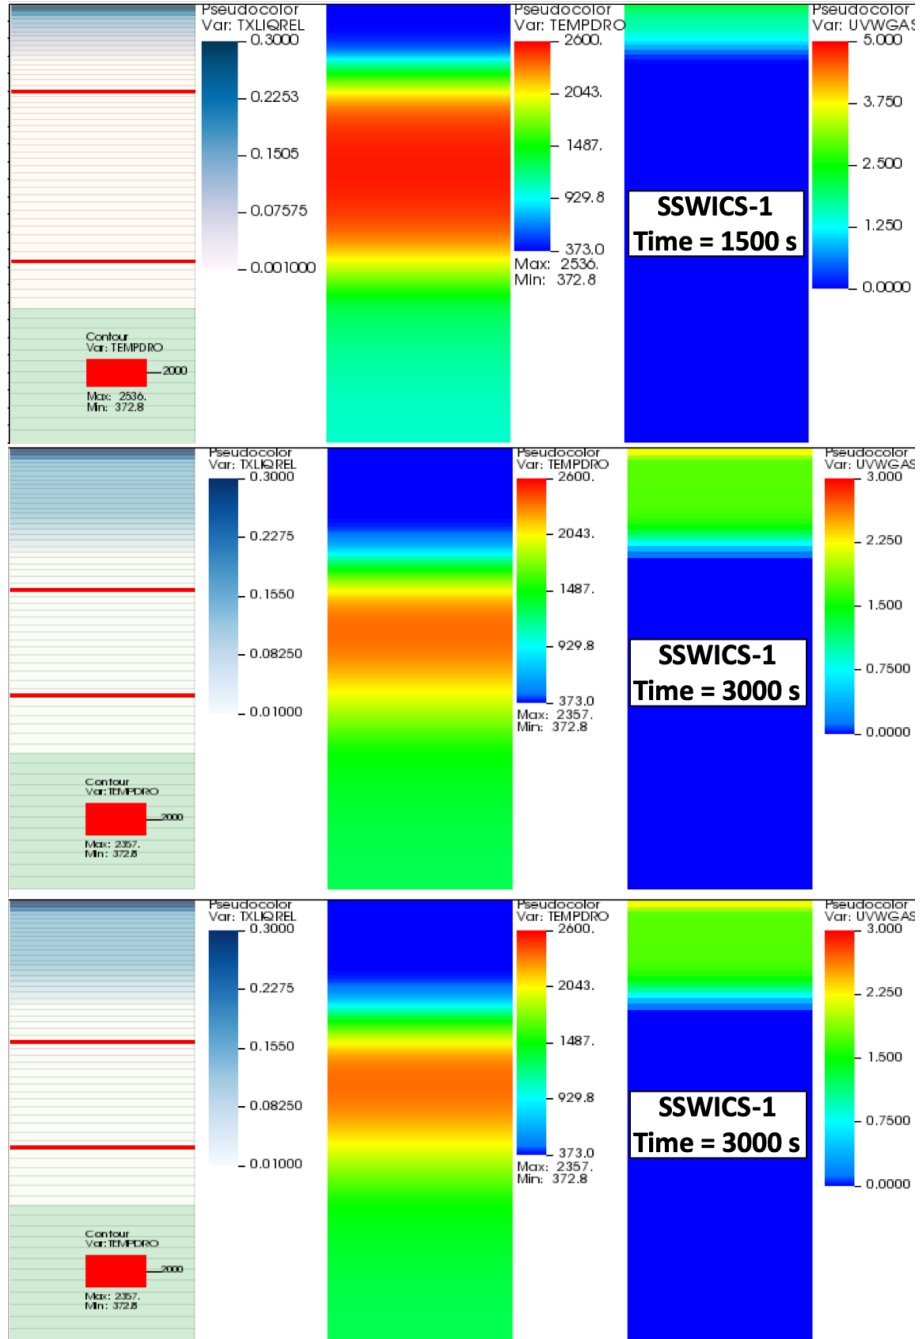 Pseudocolor
Var: TXLIQREL
0.3000
0.2253
0.1505
0.07575
0.001000
Contour
Var: TEMPDRO
2000
Max: 2536.
Min: 372.8
Pseudocolor
Var: TEMPDRO
2600.
2043.
1487.
929.8
373.0
Max: 2536.
Min: 372.8
Pseudocolor
Var: UVWGAS
5.000
3.750
2.500
1.250
0.0000
SSWICS-1
Time = 1500 s
Pseudocolor
Var: TXLIQREL
0.3000
0.2275
0.1550
0.08250
0.01000
Contour
Var: TEMPDRO
2000
Max: 2357.
Min: 372.8
Pseudocolor
Var: TEMPDRO
2600.
2043.
1487.
929.8
373.0
Max: 2357.
Min: 372.8
Pseudocolor
Var: UVWGAS
3.000
2.250
1.500
0.7500
0.0000
SSWICS-1
Time = 3000 s
Pseudocolor
Var: TXLIQREL
0.3000
0.2275
0.1550
0.08250
0.01000
Contour
Var: TEMPDRO
2000
Max: 2357.
Min: 372.8
Pseudocolor
Var: TEMPDRO
2600.
2043.
1487.
929.8
373.0
Max: 2357.
Min: 372.8
Pseudocolor
Var: UVWGAS
3.000
2.250
1.500
0.7500
0.0000
SSWICS-1
Time = 3000 s